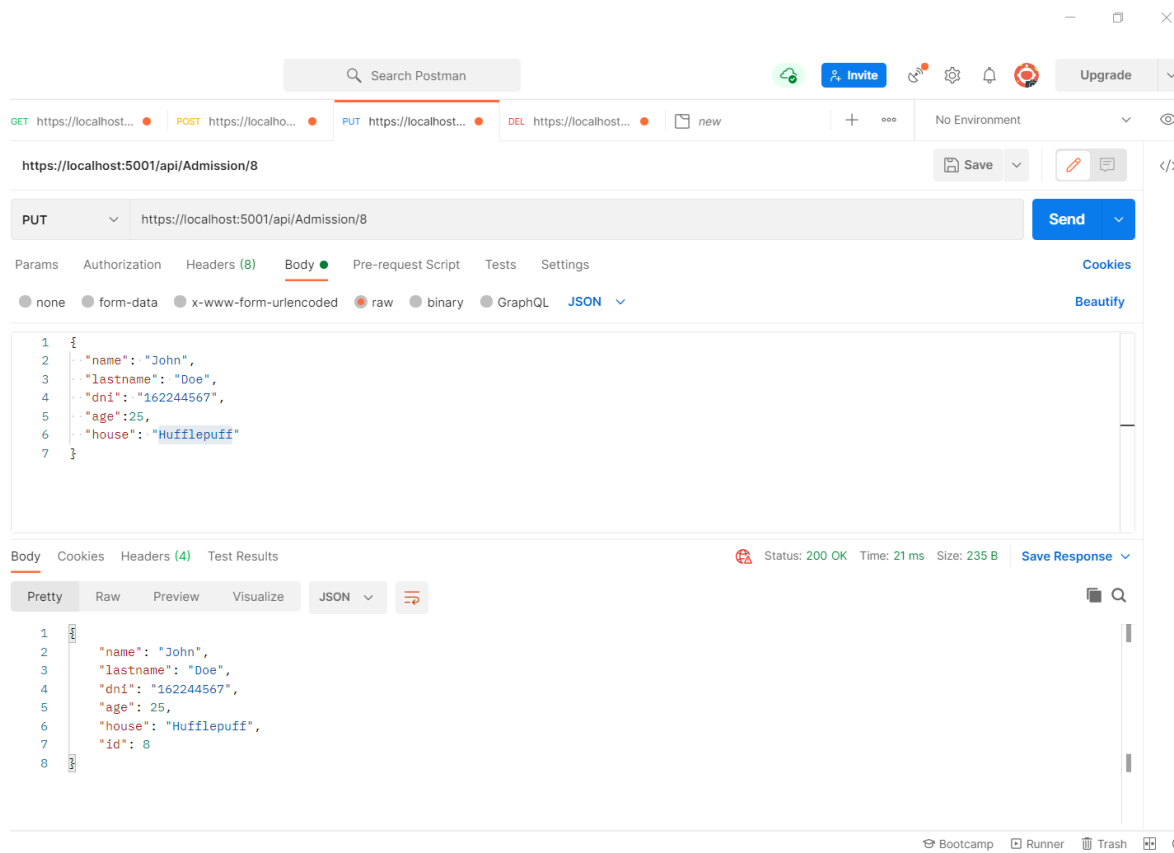 Search Postman Invite Upgrade
GET https://localhost... POST https://localho... PUT https://localhost... DEL https://localhost... new No Environment
https://localhost:5001/api/Admission/8 Save
PUT https://localhost:5001/api/Admission/8 Send
Params Authorization Headers (8) Body Pre-request Script Tests Settings Cookies
none form-data x-www-form-urlencoded raw binary GraphQL JSON Beautify
1 {
2 "name": "John",
3 "lastname": "Doe",
4 "dni": "162244567",
5 "age":25,
6 "house": "Hufflepuff"
7 }
Body Cookies Headers (4) Test Results Status: 200 OK Time: 21 ms Size: 235 B Save Response
Pretty Raw Preview Visualize JSON
1 {
2 "name": "John",
3 "lastname": "Doe",
4 "dni": "162244567",
5 "age": 25,
6 "house": "Hufflepuff",
7 "id": 8
8 }
Bootcamp Runner Trash